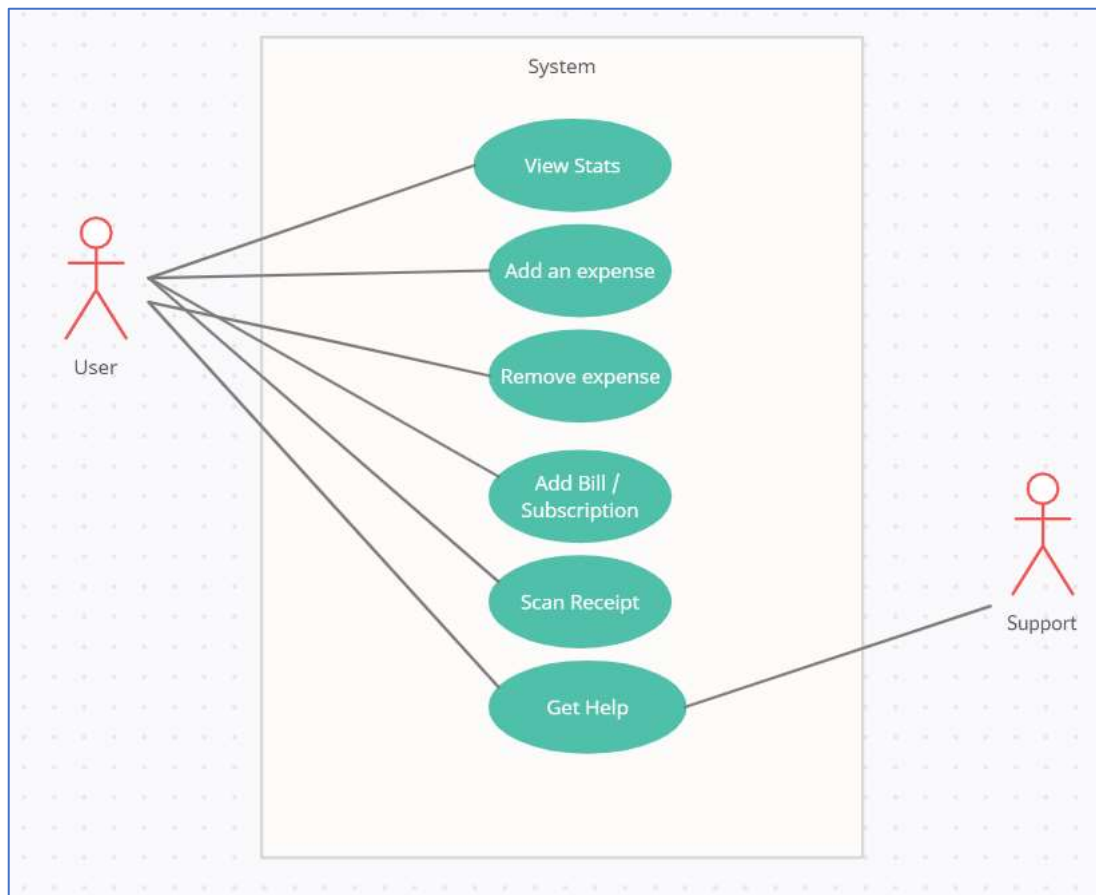 System
View Stats
Add an expense
User
Remove expense
Add Bill /
Subscription
Scan Receipt
Support
Get Help